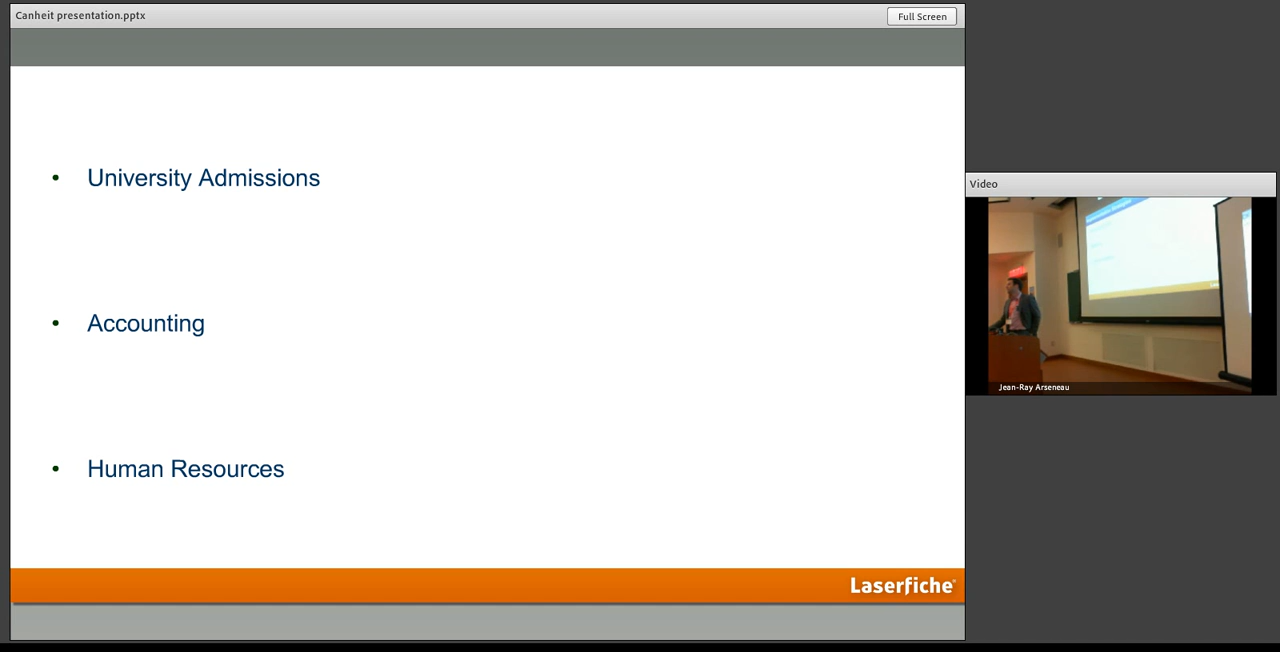 Canheit presentation.pptx
Full Screen
• University Admissions
• Accounting
• Human Resources
Laserfiche®
Video
Jean-Ray Arseneau